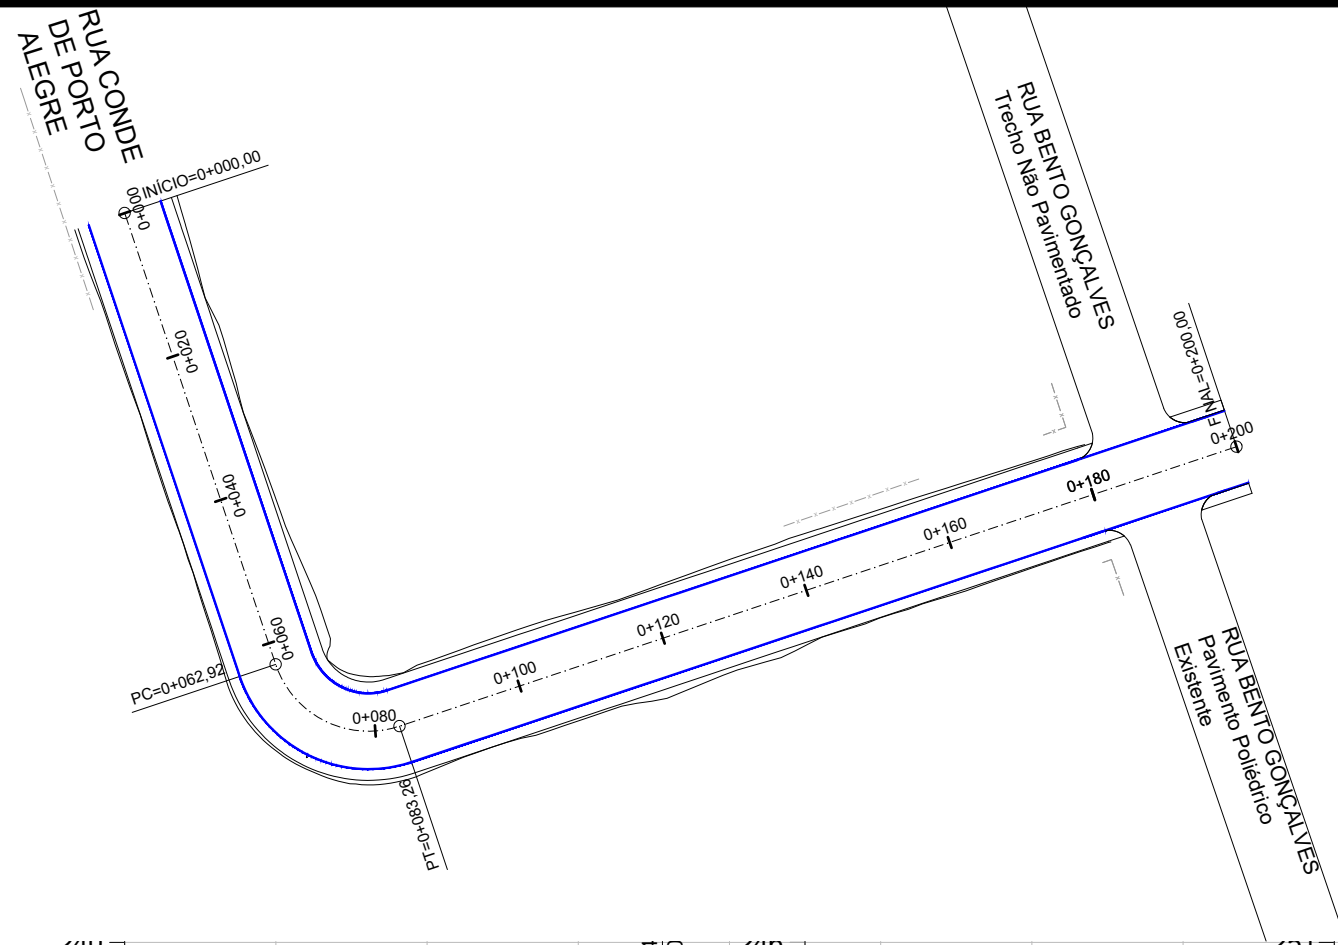 RUA CONDE
DE PORTO
ALEGRE
INÍCIO=0+000,00
0+000
0+020
0+040
0+060
PC=0+062,92
0+080
PT=0+083,26
0+100
0+120
0+140
0+160
0+180
0+200
FINAL=0+200,00
RUA BENTO GONÇALVES
Trecho Não Pavimentado
RUA BENTO GONÇALVES
Pavimento Poliédrico
Existente